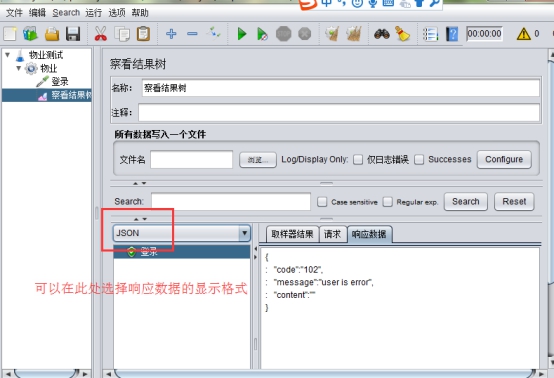 文件 编辑 Search 运行 选项 帮助
00:00:00 0
物业测试
物业
登录
察看结果树
察看结果树
名称: 察看结果树
注释:
所有数据写入一个文件
文件名 浏览... Log/Display Only: 仅日志错误 Successes Configure
Search: Case sensitive Regular exp. Search Reset
JSON
登录
可以在此处选择响应数据的显示格式
取样器结果 请求 响应数据
{
: "code":"102",
: "message":"user is error",
: "content":""
}